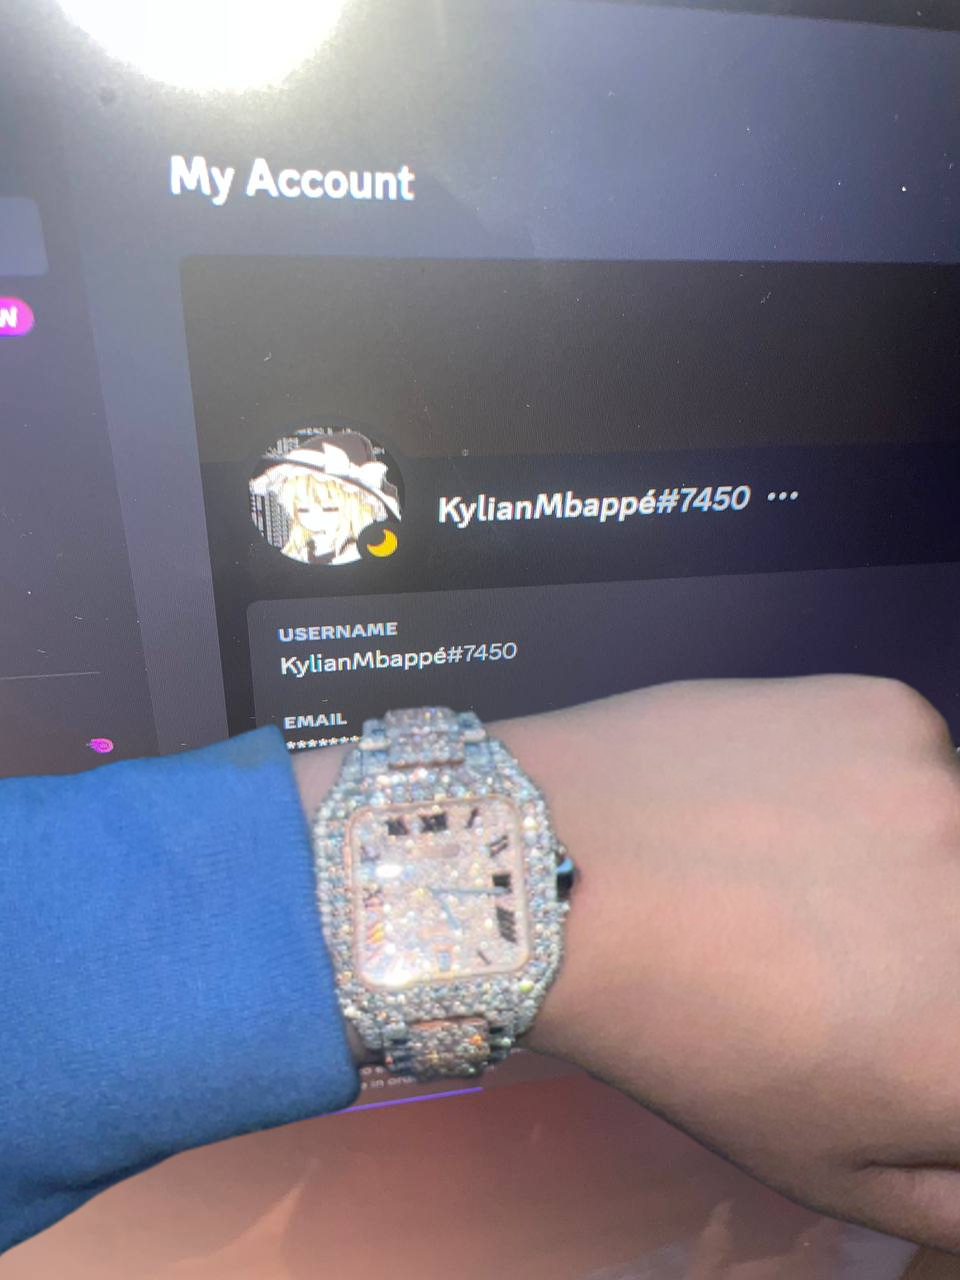 My Account
KylianMbappé#7450 •••
USERNAME
KylianMbappé#7450
EMAIL
********